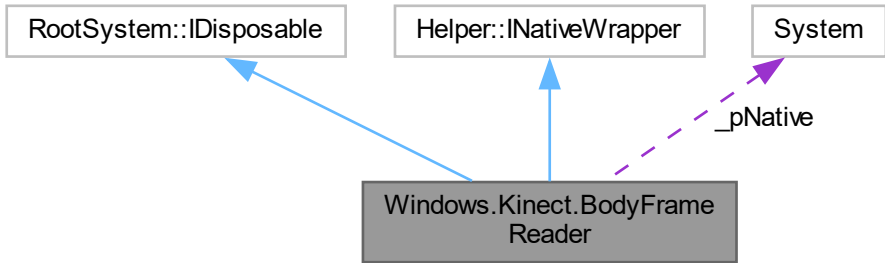 RootSystem::IDisposable
Helper::INativeWrapper
System
_pNative
Windows.Kinect.BodyFrame
Reader